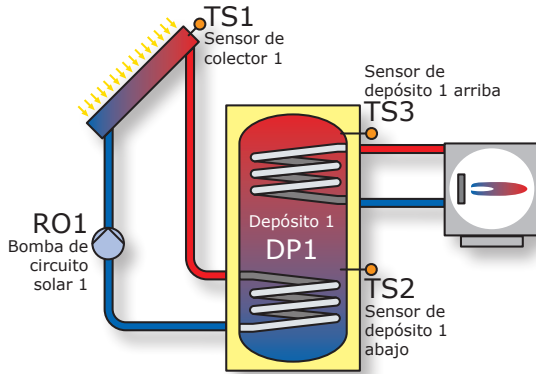 TS1
Sensor de
colector 1
Sensor de
depósito 1 arriba
TS3
RO1
Bomba de
circuito
solar 1
Depósito 1
DP1
TS2
Sensor de
depósito 1
abajo